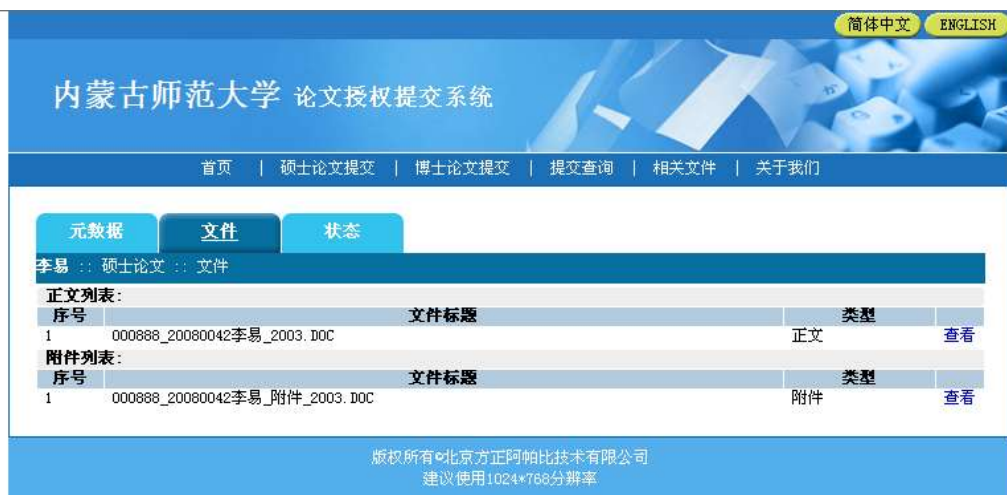 简体中文 ENGLISH
内蒙古师范大学 论文授权提交系统
首页 | 硕士论文提交 | 博士论文提交 | 提交查询 | 相关文件 | 关于我们
元数据 文件 状态
李易 :: 硕士论文 :: 文件
正文列表:
序号 文件标题 类型
1 000888_20080042李易_2003.DOC 正文 查看
附件列表:
序号 文件标题 类型
1 000888_20080042李易_附件_2003.DOC 附件 查看
版权所有©北京方正阿帕比技术有限公司
建议使用1024*768分辨率